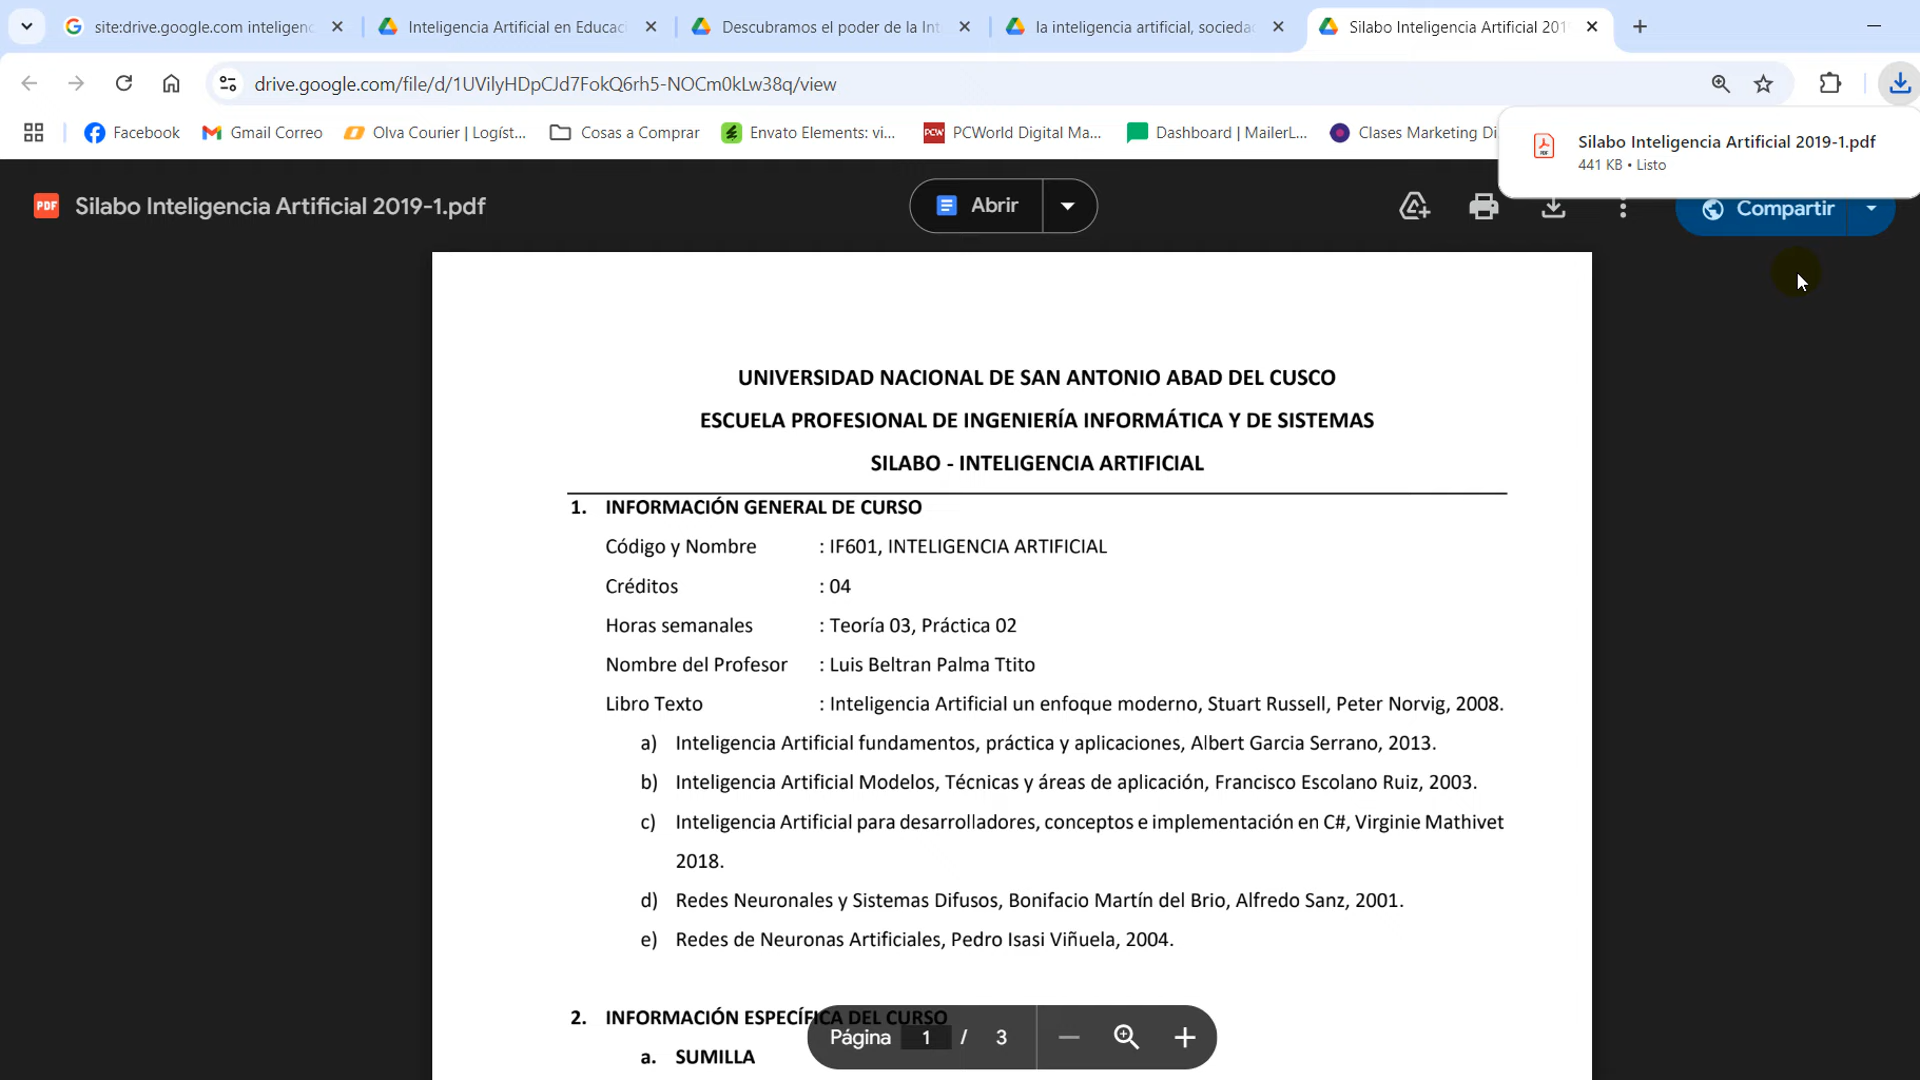 site:drive.google.com inteligenc
Inteligencia Artificial en Educaci
Descubramos el poder de la Int
la inteligencia artificial, sociedad
Silabo Inteligencia Artificial 201
drive.google.com/file/d/1UVilyHDpCJd7FokQ6rh5-NOCm0kLw38q/view
Facebook
Gmail Correo
Olva Courier | Logíst...
Cosas a Comprar
Envato Elements: vi...
PCW
PCWorld Digital Ma...
Dashboard | MailerL...
Clases Marketing Di
PDF
Silabo Inteligencia Artificial 2019-1.pdf
441 KB • Listo
PDF
Silabo Inteligencia Artificial 2019-1.pdf
Abrir
Compartir
UNIVERSIDAD NACIONAL DE SAN ANTONIO ABAD DEL CUSCO
ESCUELA PROFESIONAL DE INGENIERÍA INFORMÁTICA Y DE SISTEMAS
SILABO - INTELIGENCIA ARTIFICIAL
1. INFORMACIÓN GENERAL DE CURSO
Código y Nombre : IF601, INTELIGENCIA ARTIFICIAL
Créditos : 04
Horas semanales : Teoría 03, Práctica 02
Nombre del Profesor : Luis Beltran Palma Ttito
Libro Texto : Inteligencia Artificial un enfoque moderno, Stuart Russell, Peter Norvig, 2008.
a) Inteligencia Artificial fundamentos, práctica y aplicaciones, Albert Garcia Serrano, 2013.
b) Inteligencia Artificial Modelos, Técnicas y áreas de aplicación, Francisco Escolano Ruiz, 2003.
c) Inteligencia Artificial para desarrolladores, conceptos e implementación en C#, Virginie Mathivet
2018.
d) Redes Neuronales y Sistemas Difusos, Bonifacio Martín del Brio, Alfredo Sanz, 2001.
e) Redes de Neuronas Artificiales, Pedro Isasi Viñuela, 2004.
2. INFORMACIÓN ESPECÍFICA DEL CURSO
Página 1 / 3
a. SUMILLA